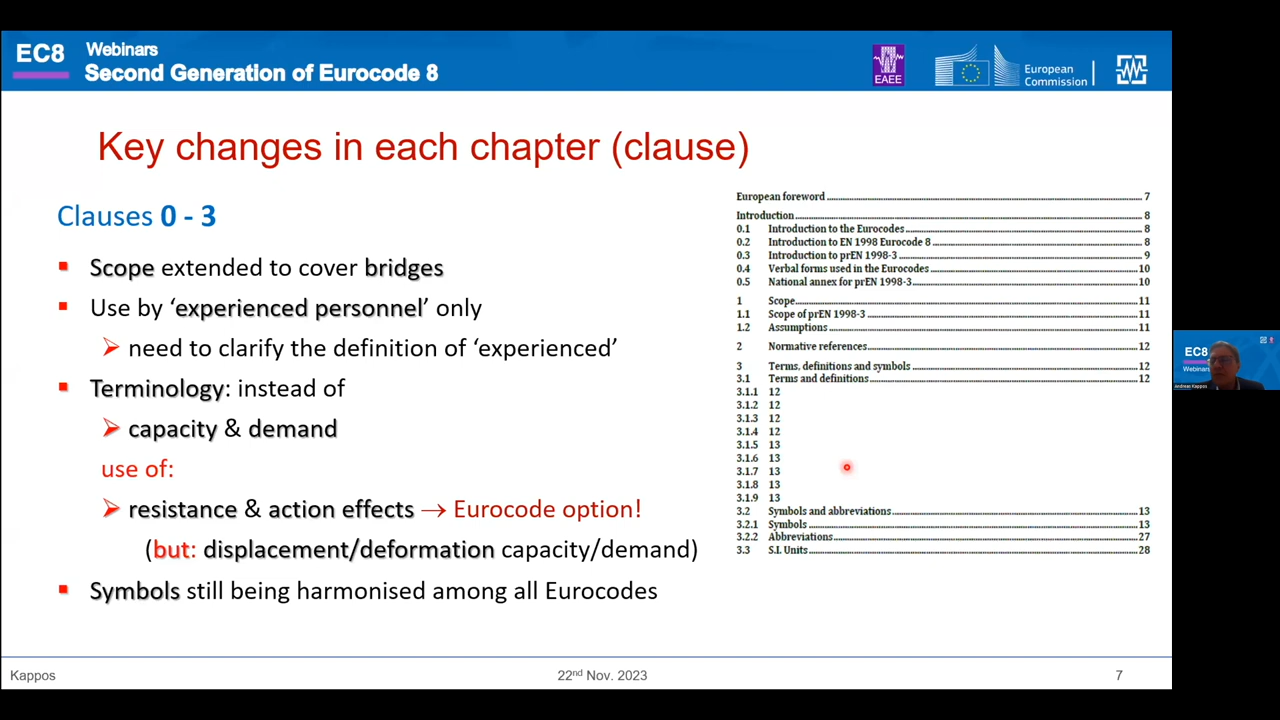 EC8
Webinars
Second Generation of Eurocode 8
EAEE
European
Commission
Key changes in each chapter (clause)
Clauses 0 - 3
Scope extended to cover bridges
Use by ‘experienced personnel’ only
need to clarify the definition of ‘experienced’
Terminology: instead of
capacity & demand
use of:
resistance & action effects → Eurocode option!
(but: displacement/deformation capacity/demand)
Symbols still being harmonised among all Eurocodes
European foreword 7
Introduction 8
0.1 Introduction to the Eurocodes 8
0.2 Introduction to EN 1998 Eurocode 8 8
0.3 Introduction to prEN 1998-3 9
0.4 Verbal forms used in the Eurocodes 10
0.5 National annex for prEN 1998-3 10
1 Scope 11
1.1 Scope of prEN 1998-3 11
1.2 Assumptions 11
2 Normative references 12
3 Terms, definitions and symbols 12
3.1 Terms and definitions 12
3.1.1 12
3.1.2 12
3.1.3 12
3.1.4 12
3.1.5 13
3.1.6 13
3.1.7 13
3.1.8 13
3.1.9 13
3.2 Symbols and abbreviations 13
3.2.1 Symbols 13
3.2.2 Abbreviations 27
3.3 S.I. Units 28
EC8
Webinars
Andreas Kappos
Kappos
22nd Nov. 2023
7